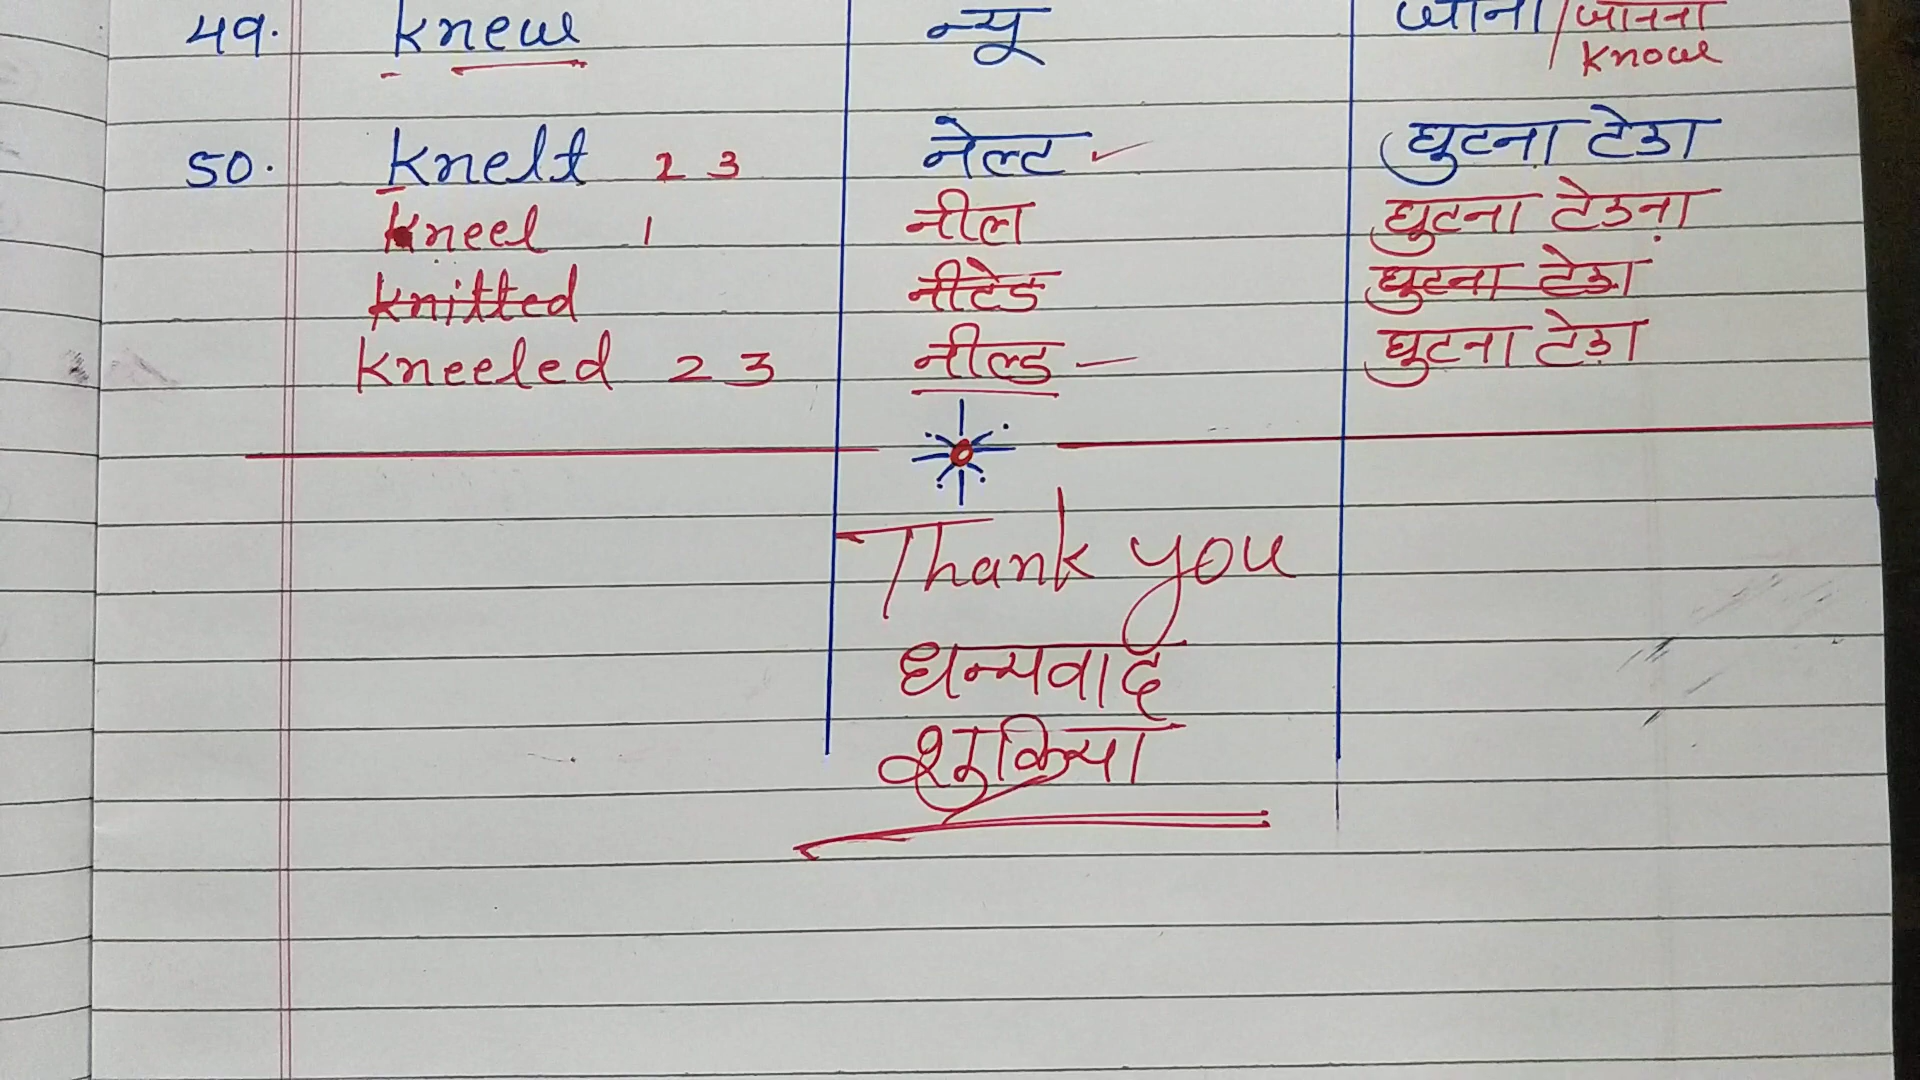 49. knew न्यू जाना/जानना
know
50. knelt 2 3 नेल्ट घुटना टेका
kneel 1 नील घुटना टेकना
knitted नीटेड घुटना टेका
kneeled 2 3 नील्ड घुटना टेका
Thank you
धन्यवाद
शुक्रिया